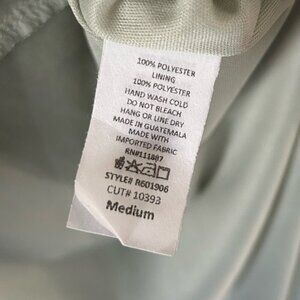 100% POLYESTER
LINING
100% POLYESTER
HAND WASH COLD
DO NOT BLEACH
HANG OR LINE DRY
MADE IN GUATEMALA
MADE WITH
IMPORTED FABRIC
RN#111887
STYLE# R601906
CUT# 10393
Medium